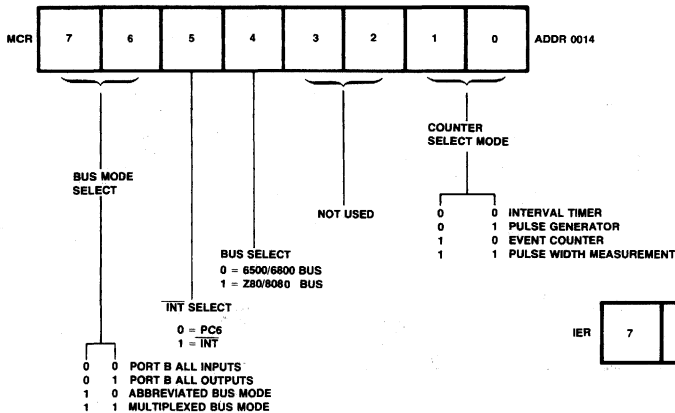 MCR 7 6 5 4 3 2 1 0 ADDR 0014
COUNTER
SELECT MODE
BUS MODE
SELECT
NOT USED
0 0 INTERVAL TIMER
0 1 PULSE GENERATOR
1 0 EVENT COUNTER
1 1 PULSE WIDTH MEASUREMENT
BUS SELECT
0 = 6500/6800 BUS
1 = Z80/8080 BUS
INT SELECT
0 = PC6
1 = INT
IER 7
0 0 PORT B ALL INPUTS
0 1 PORT B ALL OUTPUTS
1 0 ABBREVIATED BUS MODE
1 1 MULTIPLEXED BUS MODE